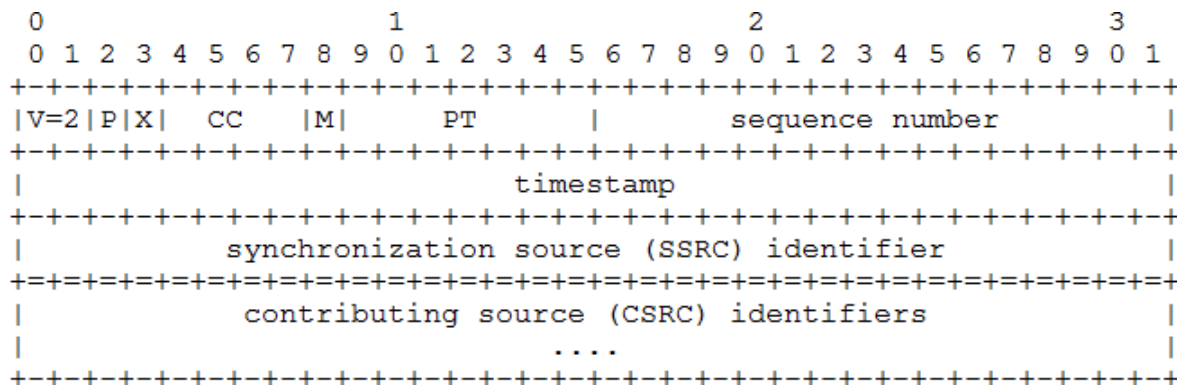 0                   1                   2                   3
 0 1 2 3 4 5 6 7 8 9 0 1 2 3 4 5 6 7 8 9 0 1 2 3 4 5 6 7 8 9 0 1
+-+-+-+-+-+-+-+-+-+-+-+-+-+-+-+-+-+-+-+-+-+-+-+-+-+-+-+-+-+-+-+-+
|V=2|P|X|  CC   |M|     PT      |       sequence number         |
+-+-+-+-+-+-+-+-+-+-+-+-+-+-+-+-+-+-+-+-+-+-+-+-+-+-+-+-+-+-+-+-+
|                           timestamp                           |
+-+-+-+-+-+-+-+-+-+-+-+-+-+-+-+-+-+-+-+-+-+-+-+-+-+-+-+-+-+-+-+-+
|           synchronization source (SSRC) identifier            |
+=+=+=+=+=+=+=+=+=+=+=+=+=+=+=+=+=+=+=+=+=+=+=+=+=+=+=+=+=+=+=+=+
|            contributing source (CSRC) identifiers             |
|                             ....                              |
+-+-+-+-+-+-+-+-+-+-+-+-+-+-+-+-+-+-+-+-+-+-+-+-+-+-+-+-+-+-+-+-+